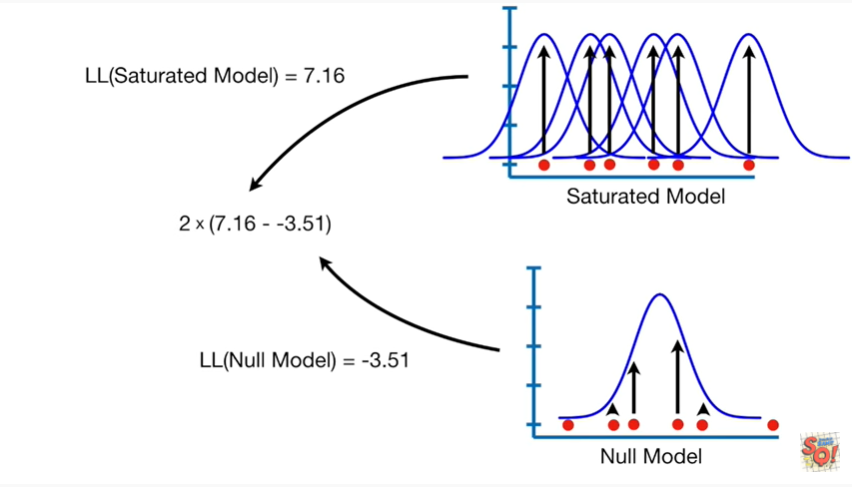 LL(Saturated Model) = 7.16
Saturated Model
2 × (7.16 - -3.51)
LL(Null Model) = -3.51
Null Model
SQ!